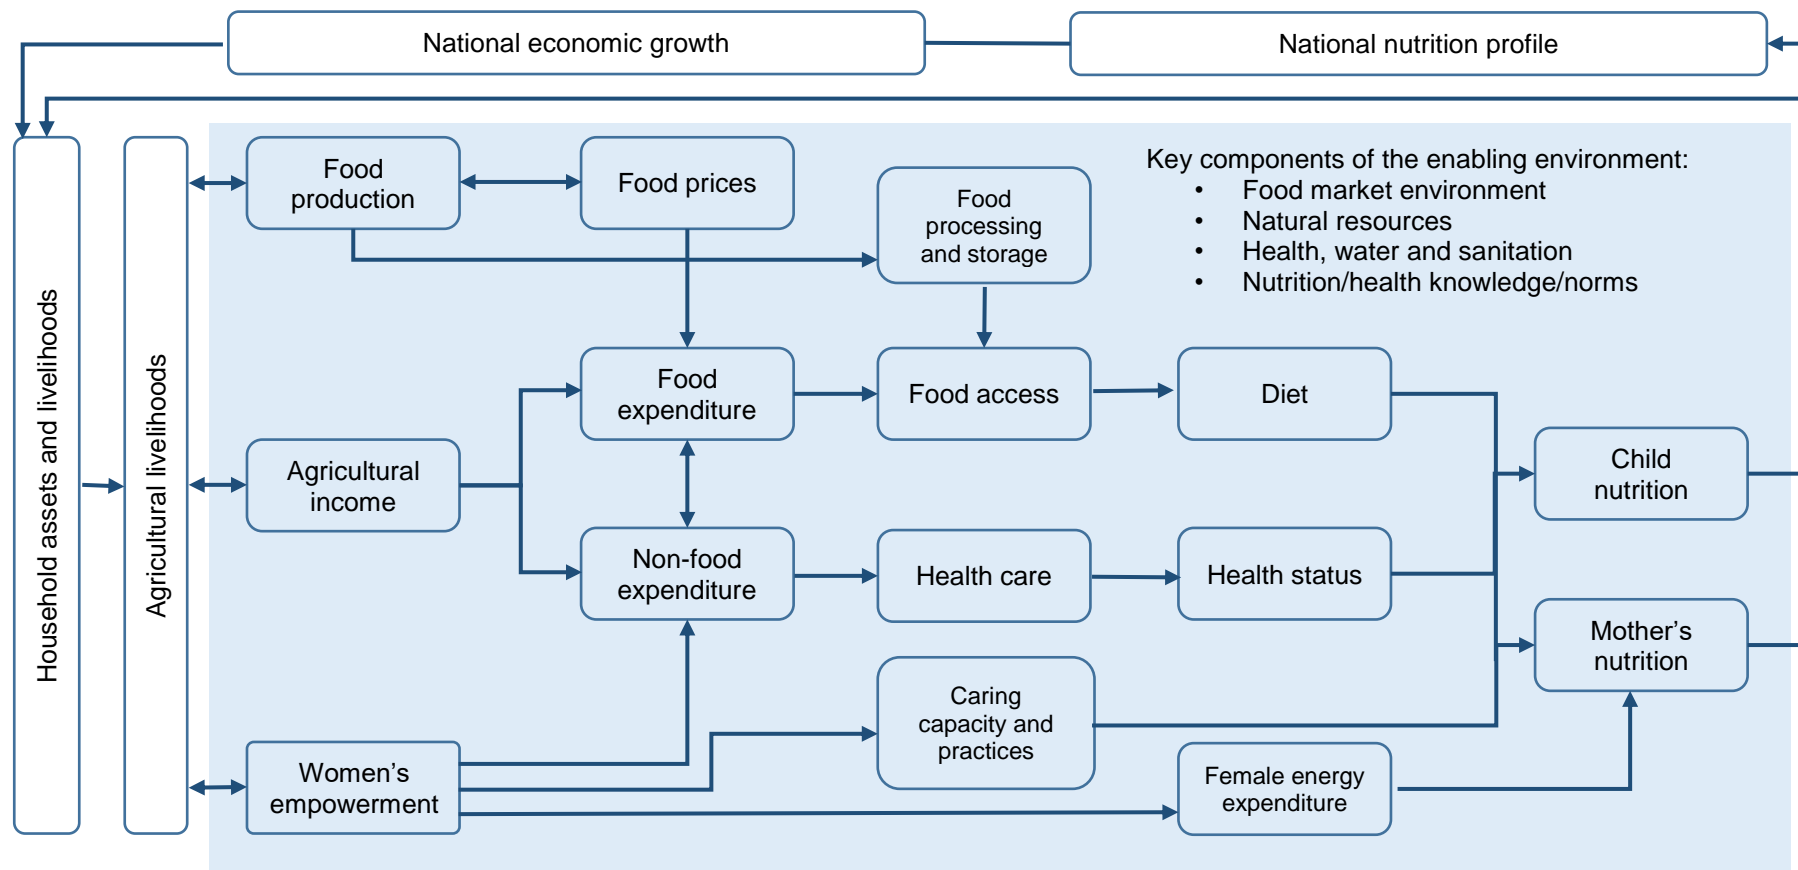 National economic growth
National nutrition profile
Household assets and livelihoods
Agricultural livelihoods
Food
production
Food prices
Food
processing
and storage
Key components of the enabling environment:
• Food market environment
• Natural resources
• Health, water and sanitation
• Nutrition/health knowledge/norms
Food
expenditure
Food access
Diet
Agricultural
income
Child
nutrition
Non-food
expenditure
Health care
Health status
Mother’s
nutrition
Caring
capacity and
practices
Women’s
empowerment
Female energy
expenditure